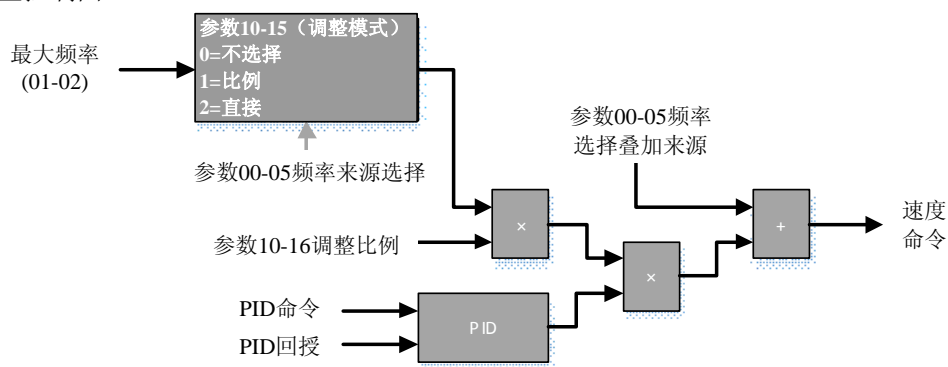 参数10-15（调整模式）
0=不选择
1=比例
2=直接
最大频率
(01-02)
参数00-05频率来源选择
参数00-05频率
选择叠加来源
×
+
速度
命令
参数10-16调整比例
×
PID命令
PID
PID回授